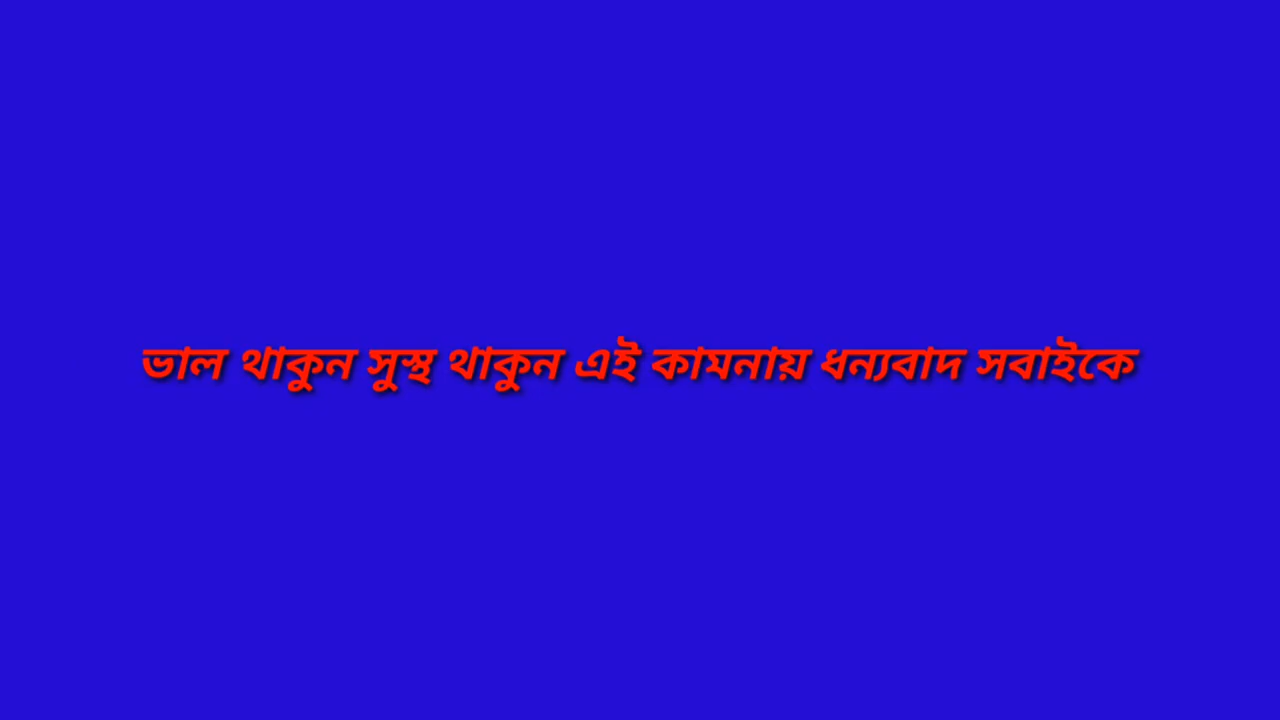 ভাল থাকুন সুস্থ থাকুন এই কামনায় ধন্যবাদ সবাইকে